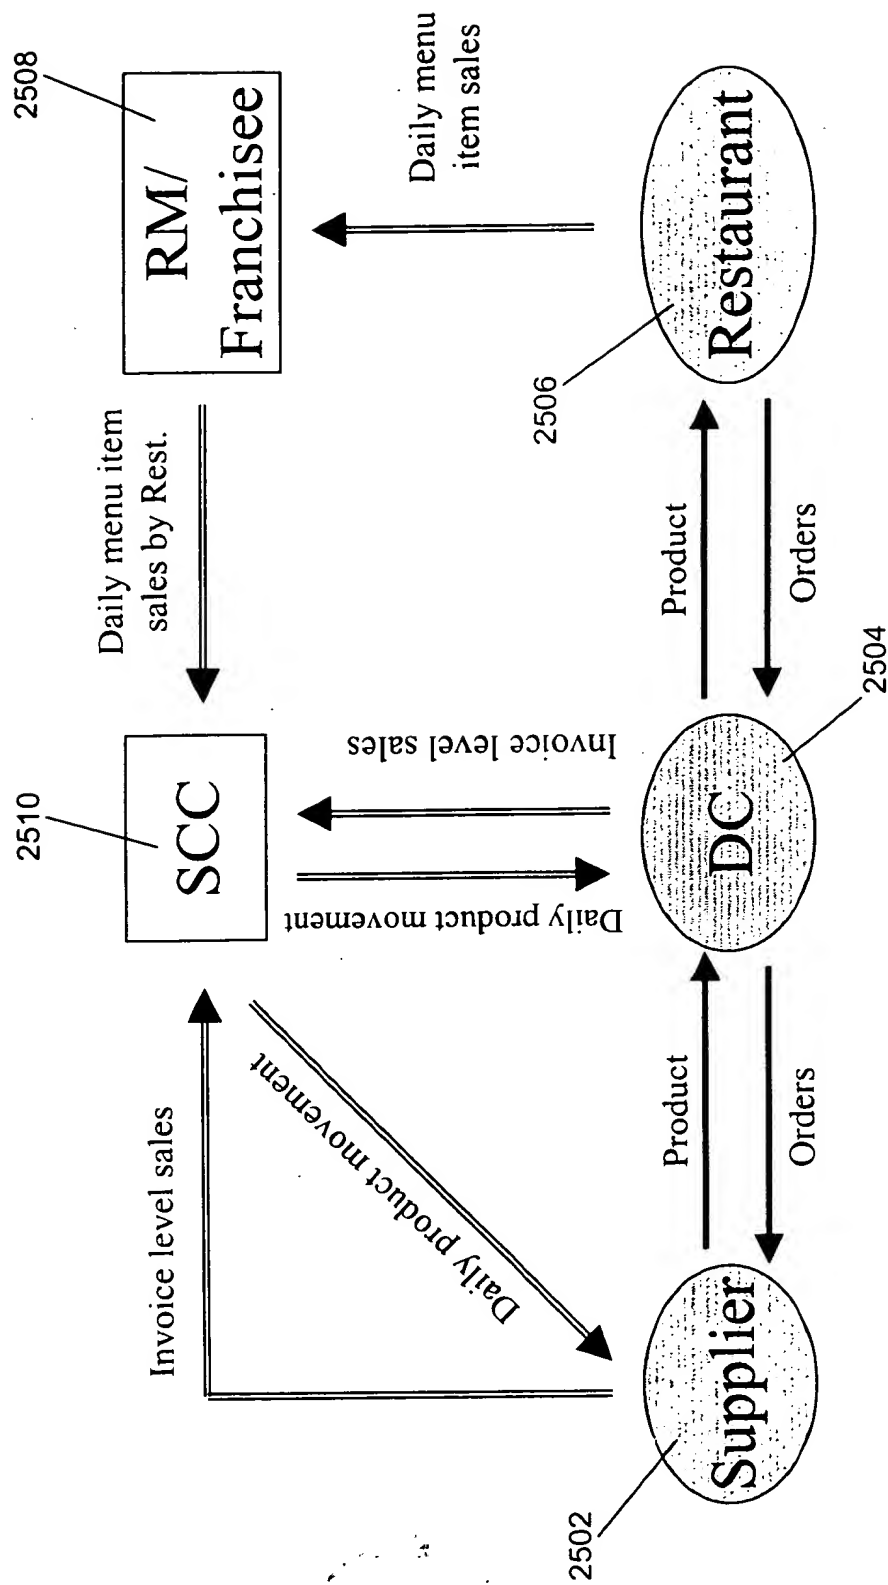 2510
2508
SCC
Daily menu item
sales by Rest.
RM/
Franchisee
Invoice level sales
Daily product movement
Daily product movement
Invoice level sales
Daily menu
item sales
2506
2502
Supplier
Product
Orders
DC
2504
Product
Orders
Restaurant